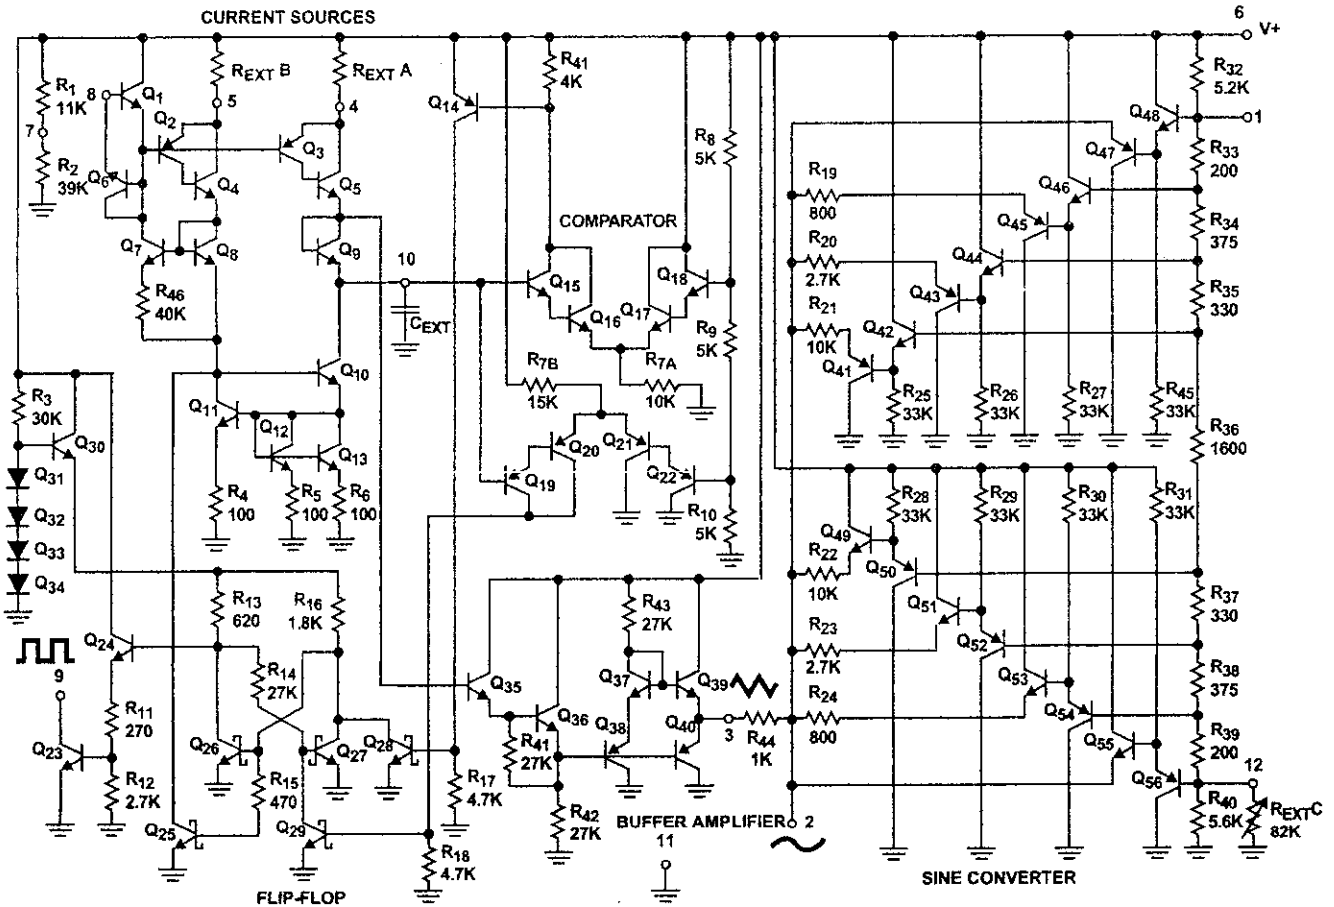 CURRENT SOURCES
6
V+
R1
11K
8
7
R2
39K
Q1
REXT B
5
REXT A
4
Q2
Q3
Q4
Q5
Q6
Q7
Q8
Q9
R46
40K
R41
4K
Q14
R8
5K
COMPARATOR
10
CEXT
Q15
Q16
Q17
Q18
R9
5K
R7B
15K
R7A
10K
Q10
Q11
Q12
Q13
Q19
Q20
Q21
Q22
R10
5K
R4
100
R5
100
R6
100
R3
30K
Q30
Q31
Q32
Q33
Q34
R13
620
R16
1.8K
Q24
9
R14
27K
R11
270
Q23
Q26
Q27
Q28
R12
2.7K
R15
470
R17
4.7K
Q25
Q29
R18
4.7K
FLIP-FLOP
Q35
Q36
R41
27K
R42
27K
R43
27K
Q37
Q38
Q39
Q40
3
R44
1K
BUFFER AMPLIFIER
2
11
R19
800
R20
2.7K
R21
10K
Q41
Q42
Q43
Q44
Q45
Q46
Q47
Q48
R32
5.2K
1
R33
200
R34
375
R35
330
R25
33K
R26
33K
R27
33K
R45
33K
R36
1600
R28
33K
R29
33K
R30
33K
R31
33K
Q49
R22
10K
Q50
Q51
R23
2.7K
Q52
Q53
R24
800
Q54
Q55
Q56
R37
330
R38
375
R39
200
12
R40
5.6K
REXTC
82K
SINE CONVERTER